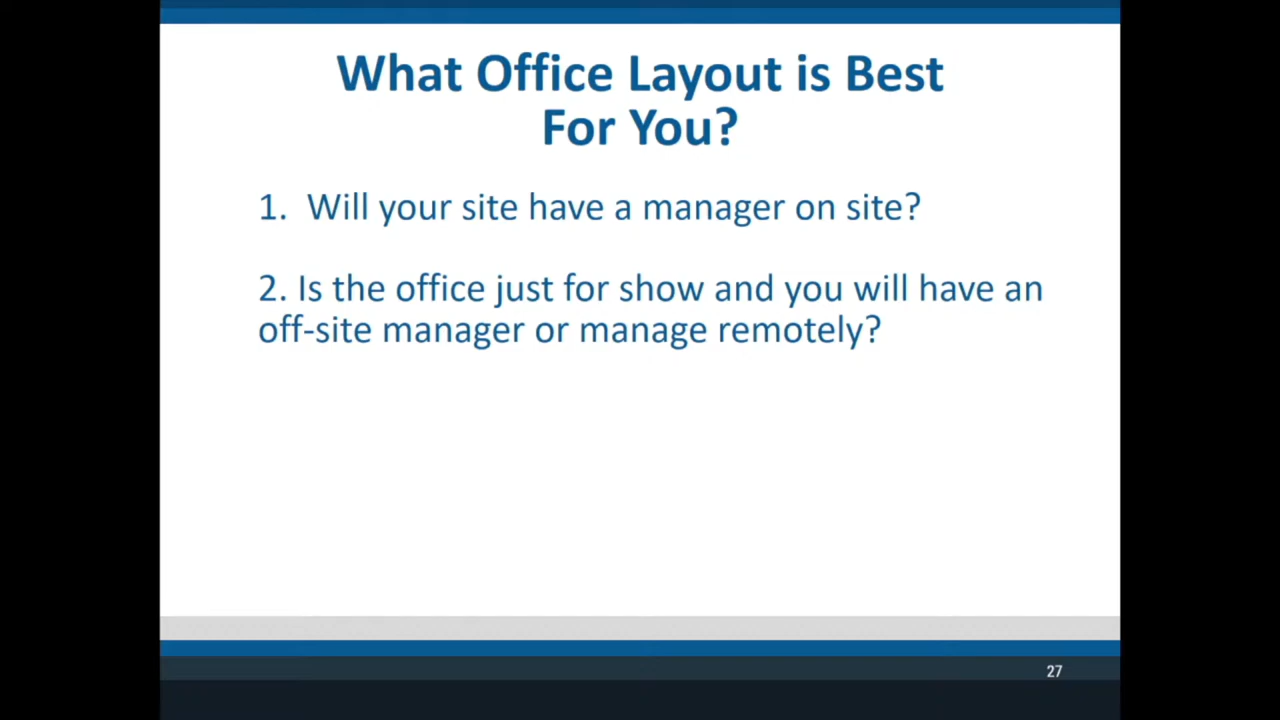 What Office Layout is Best
For You?
1. Will your site have a manager on site?
2. Is the office just for show and you will have an
off-site manager or manage remotely?
27